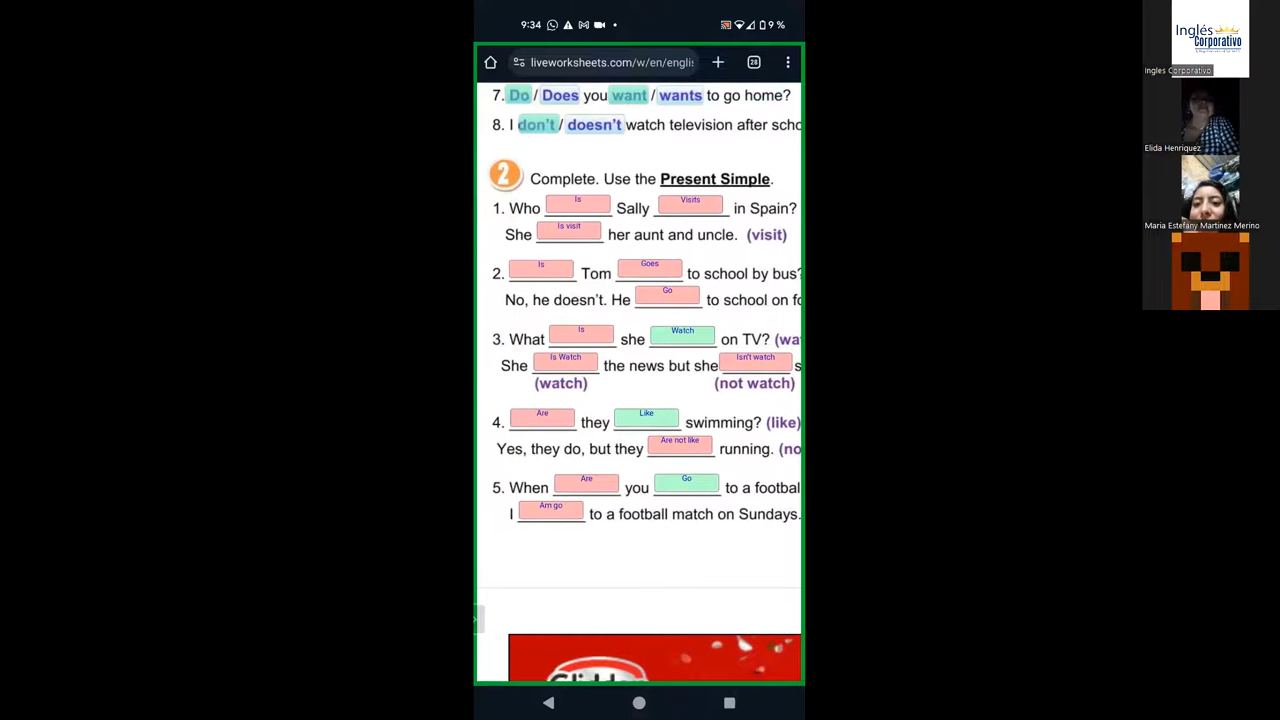 9:34
9 %
liveworksheets.com/w/en/englis
28
7. Do / Does you want / wants to go home?
8. I don't / doesn't watch television after scho
2 Complete. Use the Present Simple.
1. Who Is Sally Visits in Spain?
She Is visit her aunt and uncle. (visit)
2. Is Tom Goes to school by bus?
No, he doesn't. He Go to school on fo
3. What Is she Watch on TV? (wa
She Is Watch the news but she Isn't watch s
(watch) (not watch)
4. Are they Like swimming? (like)
Yes, they do, but they Are not like running. (no
5. When Are you Go to a football
I Am go to a football match on Sundays.
Glidden
Inglés
Corporativo
Ingles Corporativo
Elida Henriquez
Maria Estefany Martinez Merino